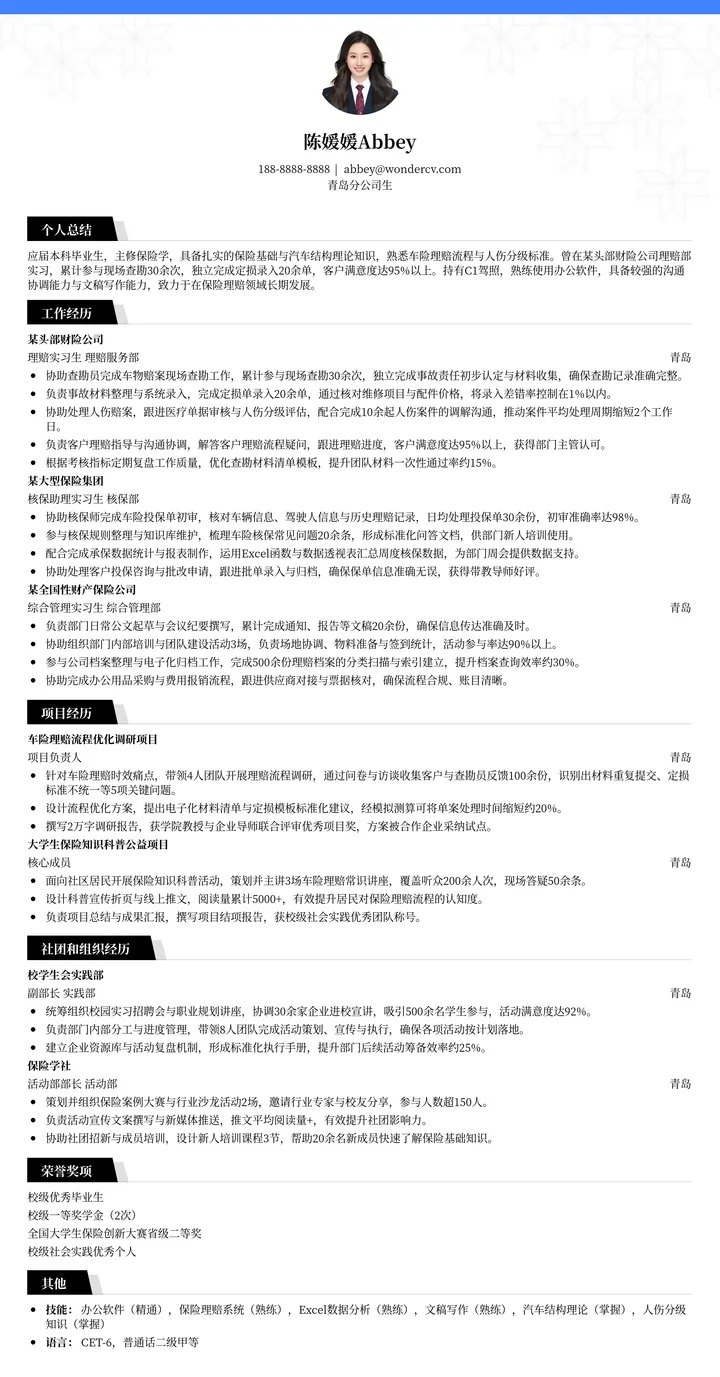 陈媛媛Abbey
188-8888-8888 | abbey@wondercv.com
青岛分公司生
个人总结
应届本科毕业生，主修保险学，具备扎实的保险基础与汽车结构理论知识，熟悉车险理赔流程与人伤分级标准。曾在某头部财险公司理赔部
实习，累计参与现场查勘30余次，独立完成定损录入20余单，客户满意度达95%以上。持有C1驾照，熟练使用办公软件，具备较强的沟通
协调能力与文稿写作能力，致力于在保险理赔领域长期发展。
工作经历
某头部财险公司
理赔实习生 理赔服务部 青岛
• 协助查勘员完成车物赔案现场查勘工作，累计参与现场查勘30余次，独立完成事故责任初步认定与材料收集，确保查勘记录准确完整。
• 负责事故材料整理与系统录入，完成定损单录入20余单，通过核对维修项目与配件价格，将录入差错率控制在1%以内。
• 协助处理人伤赔案，跟进医疗单据审核与人伤分级评估，配合完成10余起人伤案件的调解沟通，推动案件平均处理周期缩短2个工作
日。
• 负责客户理赔指导与沟通协调，解答客户理赔流程疑问，跟进理赔进度，客户满意度达95%以上，获得部门主管认可。
• 根据考核指标定期复盘工作质量，优化查勘材料清单模板，提升团队材料一次性通过率约15%。
某大型保险集团
核保助理实习生 核保部 青岛
• 协助核保师完成车险投保单初审，核对车辆信息、驾驶人信息与历史理赔记录，日均处理投保单30余份，初审准确率达98%。
• 参与核保规则整理与知识库维护，梳理车险核保常见问题20余条，形成标准化问答文档，供部门新人培训使用。
• 配合完成承保数据统计与报表制作，运用Excel函数与数据透视表汇总周度核保数据，为部门周会提供数据支持。
• 协助处理客户投保咨询与批改申请，跟进批单录入与归档，确保保单信息准确无误，获得带教导师好评。
某全国性财产保险公司
综合管理实习生 综合管理部 青岛
• 负责部门日常公文起草与会议纪要撰写，累计完成通知、报告等文稿20余份，确保信息传达准确及时。
• 协助组织部门内部培训与团队建设活动3场，负责场地协调、物料准备与签到统计，活动参与率达90%以上。
• 参与公司档案整理与电子化归档工作，完成500余份理赔档案的分类扫描与索引建立，提升档案查询效率约30%。
• 协助完成办公用品采购与费用报销流程，跟进供应商对接与票据核对，确保流程合规、账目清晰。
项目经历
车险理赔流程优化调研项目
项目负责人 青岛
• 针对车险理赔时效痛点，带领4人团队开展理赔流程调研，通过问卷与访谈收集客户与查勘员反馈100余份，识别出材料重复提交、定损
标准不统一等5项关键问题。
• 设计流程优化方案，提出电子化材料清单与定损模板标准化建议，经模拟测算可将单案处理时间缩短约20%。
• 撰写2万字调研报告，获学院教授与企业导师联合评审优秀项目奖，方案被合作企业采纳试点。
大学生保险知识科普公益项目
核心成员 青岛
• 面向社区居民开展保险知识科普活动，策划并主讲3场车险理赔常识讲座，覆盖听众200余人次，现场答疑50余条。
• 设计科普宣传折页与线上推文，阅读量累计5000+，有效提升居民对保险理赔流程的认知度。
• 负责项目总结与成果汇报，撰写项目结项报告，获校级社会实践优秀团队称号。
社团和组织经历
校学生会实践部
副部长 实践部 青岛
• 统筹组织校园实习招聘会与职业规划讲座，协调30余家企业进校宣讲，吸引500余名学生参与，活动满意度达92%。
• 负责部门内部分工与进度管理，带领8人团队完成活动策划、宣传与执行，确保各项活动按计划落地。
• 建立企业资源库与活动复盘机制，形成标准化执行手册，提升部门后续活动筹备效率约25%。
保险学社
活动部部长 活动部 青岛
• 策划并组织保险案例大赛与行业沙龙活动2场，邀请行业专家与校友分享，参与人数超150人。
• 负责活动宣传文案撰写与新媒体推送，推文平均阅读量+，有效提升社团影响力。
• 协助社团招新与成员培训，设计新人培训课程3节，帮助20余名新成员快速了解保险基础知识。
荣誉奖项
校级优秀毕业生
校级一等奖学金（2次）
全国大学生保险创新大赛省级二等奖
校级社会实践优秀个人
其他
• 技能： 办公软件（精通），保险理赔系统（熟练），Excel数据分析（熟练），文稿写作（熟练），汽车结构理论（掌握），人伤分级
知识（掌握）
• 语言： CET-6，普通话二级甲等